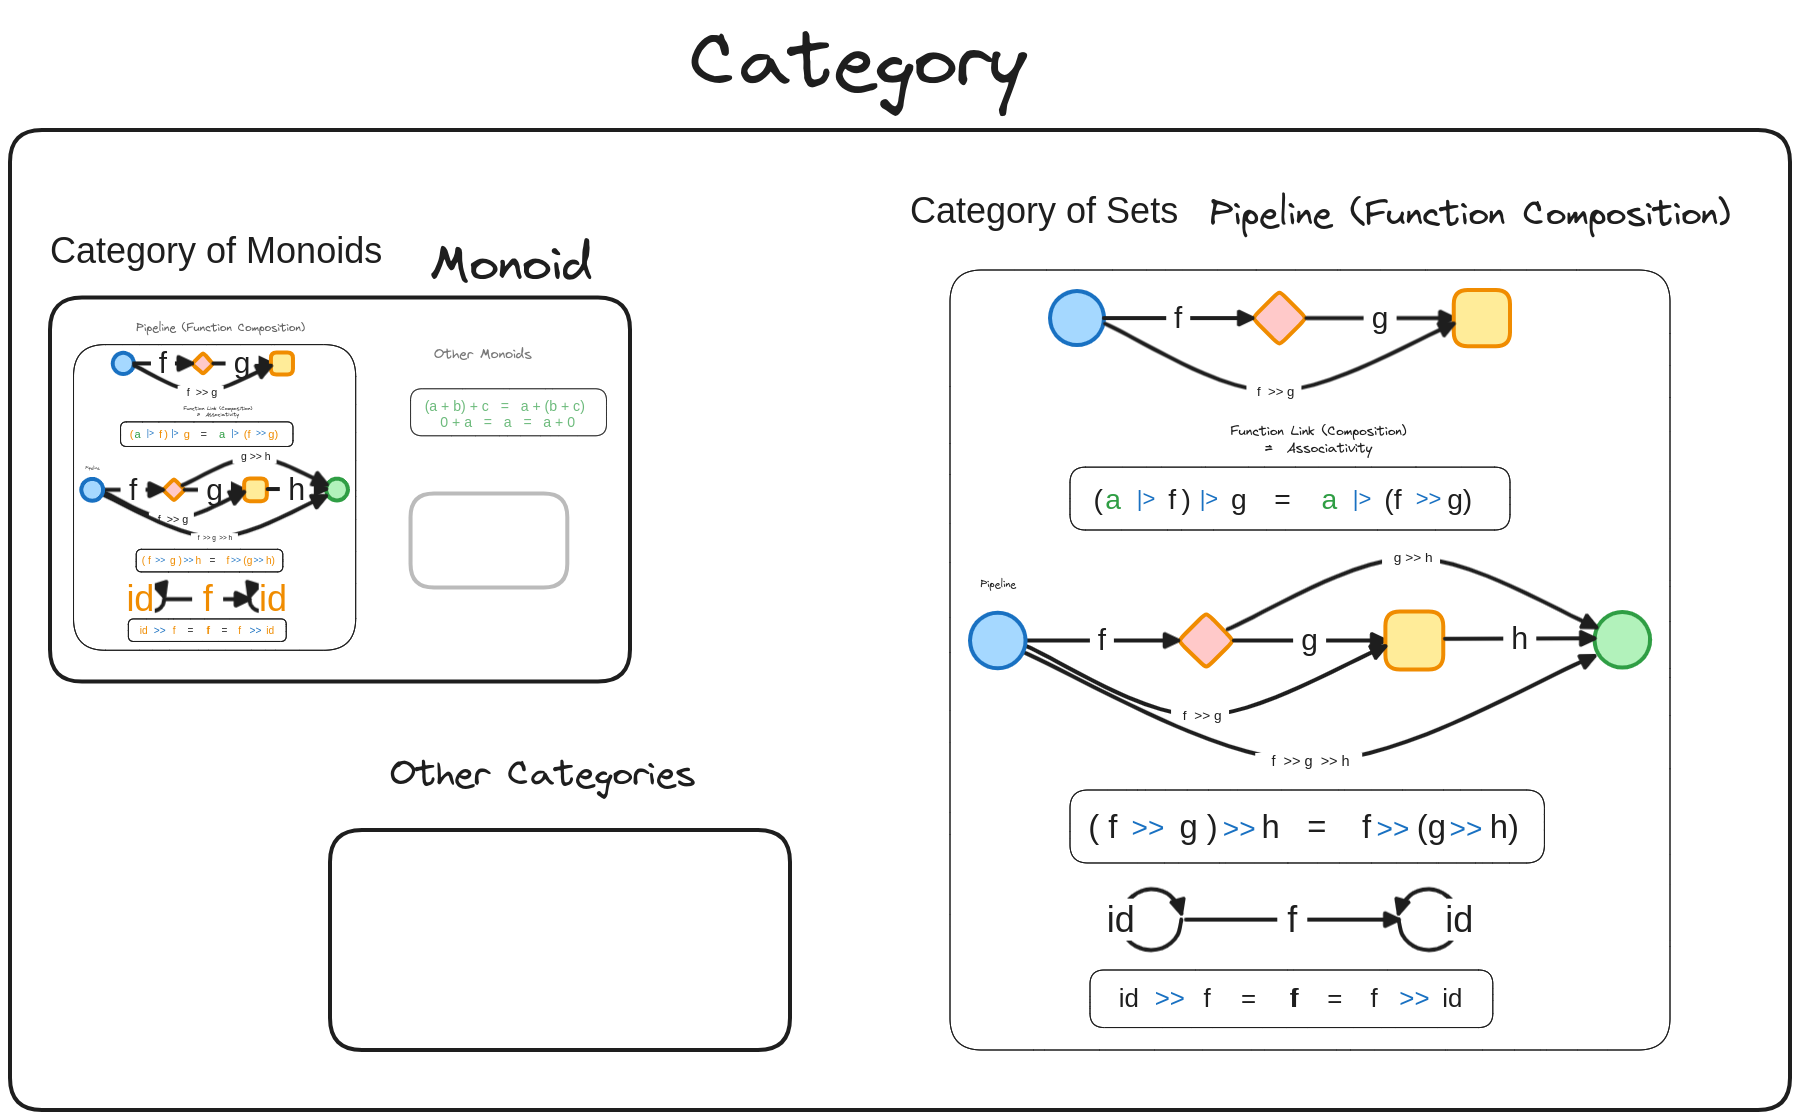 Category
Category of Monoids
Monoid
Pipeline (Function Composition)
f
g
f >> g
Function Link (Composition)
= Associativity
(a |> f) |> g = a |> (f >> g)
g >> h
Pipeline
f
g
h
f >> g
f >> g >> h
( f >> g ) >> h = f >> (g >> h)
id
f
id
id >> f = f = f >> id
Other Monoids
(a + b) + c = a + (b + c)
0 + a = a = a + 0
Other Categories
Category of Sets
Pipeline (Function Composition)
f
g
f >> g
Function Link (Composition)
= Associativity
(a |> f ) |> g = a |> (f >> g)
g >> h
Pipeline
f
g
h
f >> g
f >> g >> h
( f >> g ) >> h = f >> (g >> h)
id
f
id
id >> f = f = f >> id